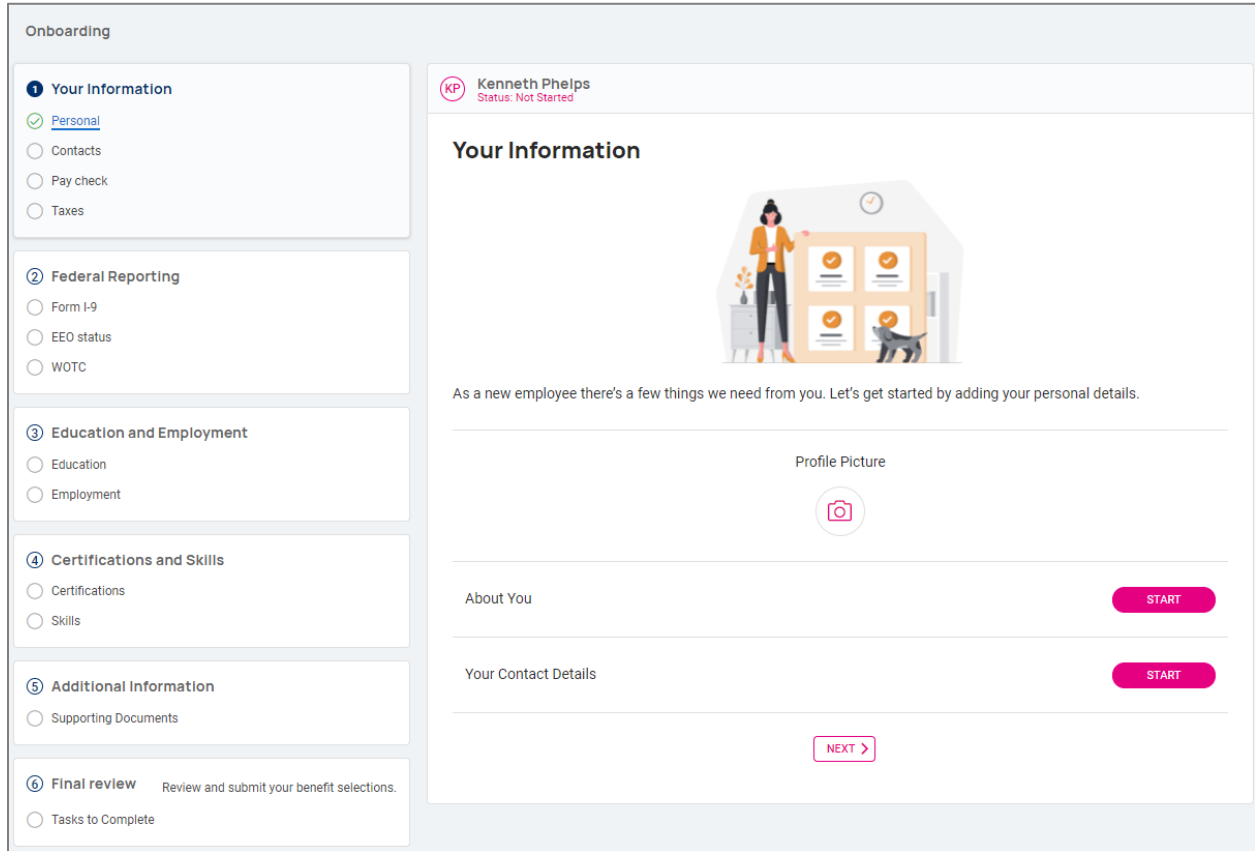 Onboarding
1 Your Information
Personal
Contacts
Pay check
Taxes
2 Federal Reporting
Form I-9
EEO status
WOTC
3 Education and Employment
Education
Employment
4 Certifications and Skills
Certifications
Skills
5 Additional Information
Supporting Documents
6 Final review Review and submit your benefit selections.
Tasks to Complete
KP Kenneth Phelps
Status: Not Started
Your Information
As a new employee there's a few things we need from you. Let's get started by adding your personal details.
Profile Picture
About You START
Your Contact Details START
NEXT